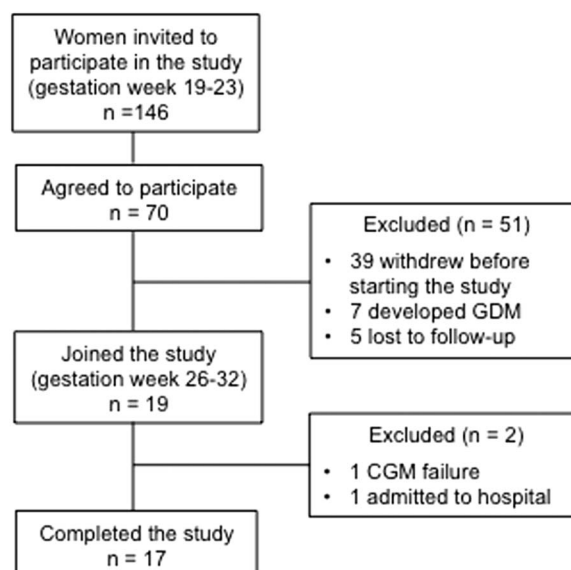 Women invited to
participate in the study
(gestation week 19-23)
n =146
Agreed to participate
n = 70
Excluded (n = 51)
• 39 withdrew before
starting the study
• 7 developed GDM
• 5 lost to follow-up
Joined the study
(gestation week 26-32)
n = 19
Excluded (n = 2)
• 1 CGM failure
• 1 admitted to hospital
Completed the study
n = 17